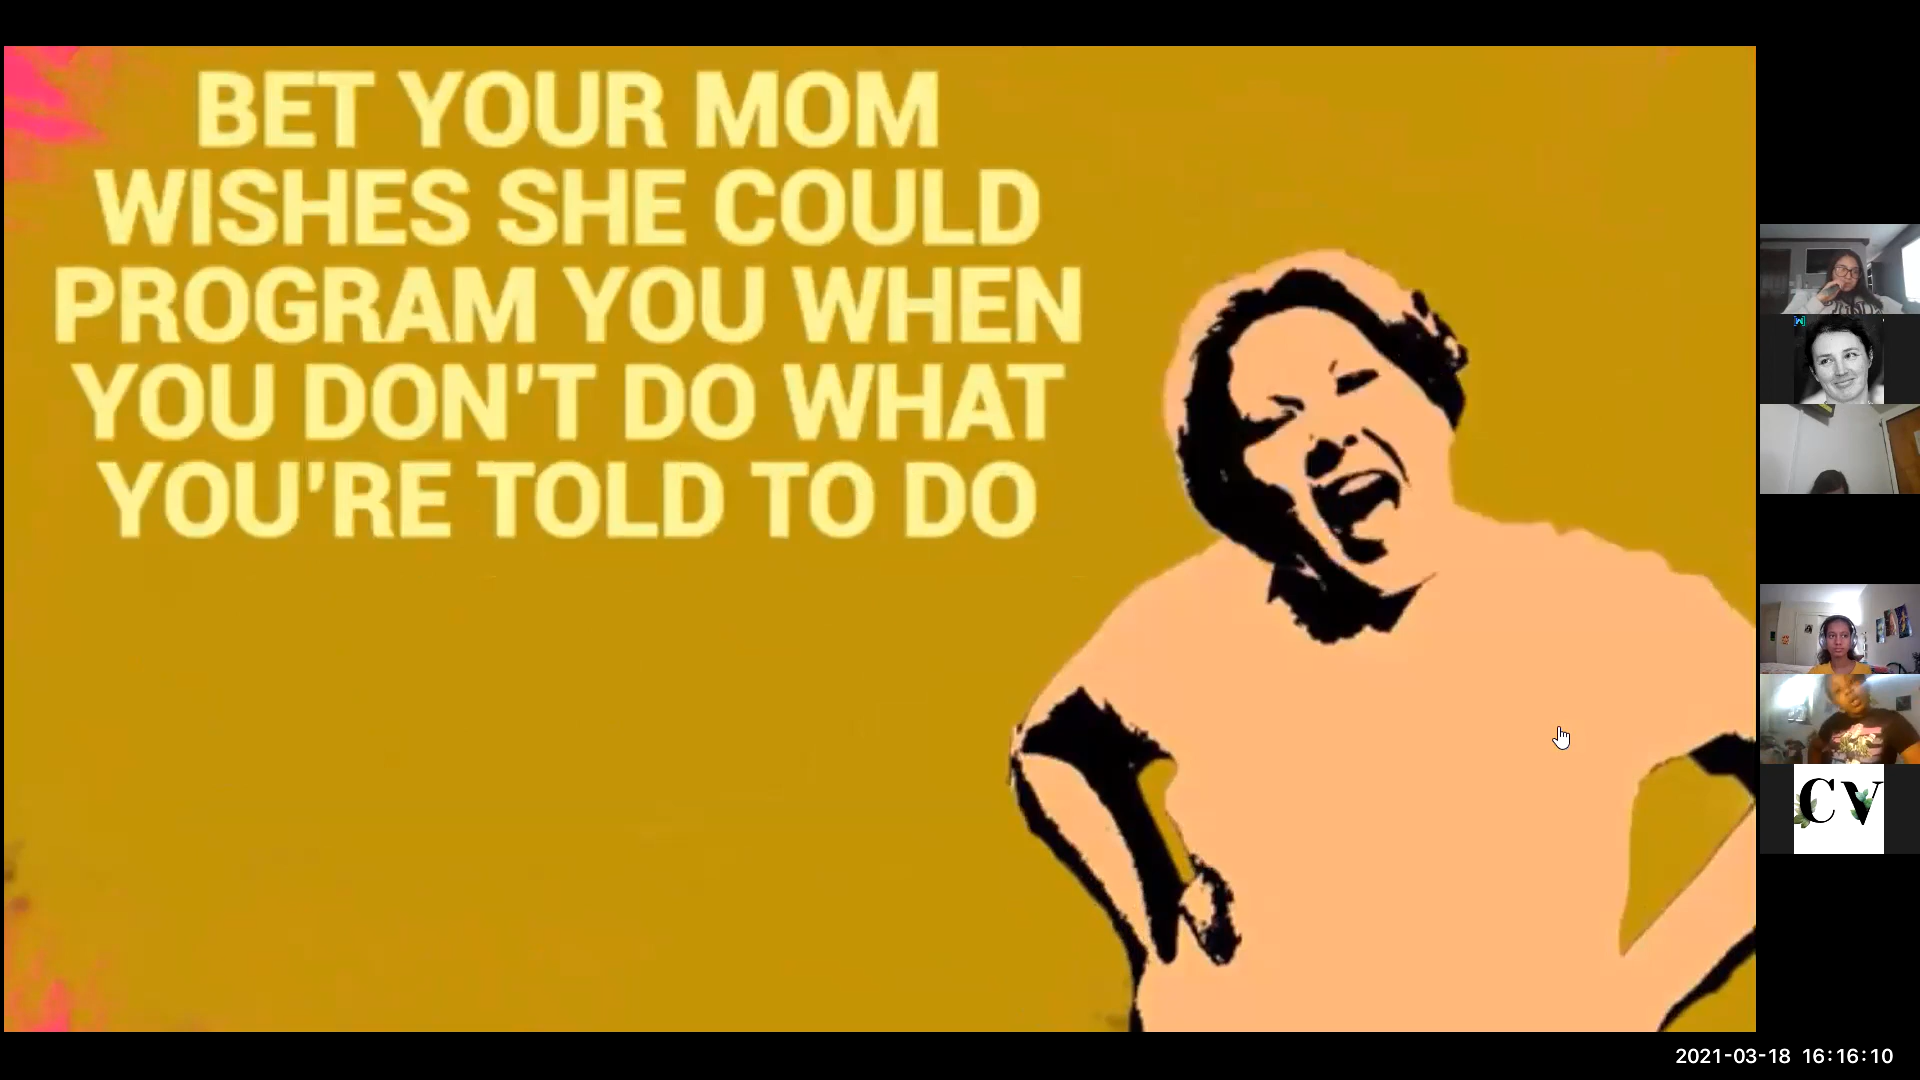 BET YOUR MOM
WISHES SHE COULD
PROGRAM YOU WHEN
YOU DON'T DO WHAT
YOU'RE TOLD TO DO
CV
2021-03-18 16:16:10